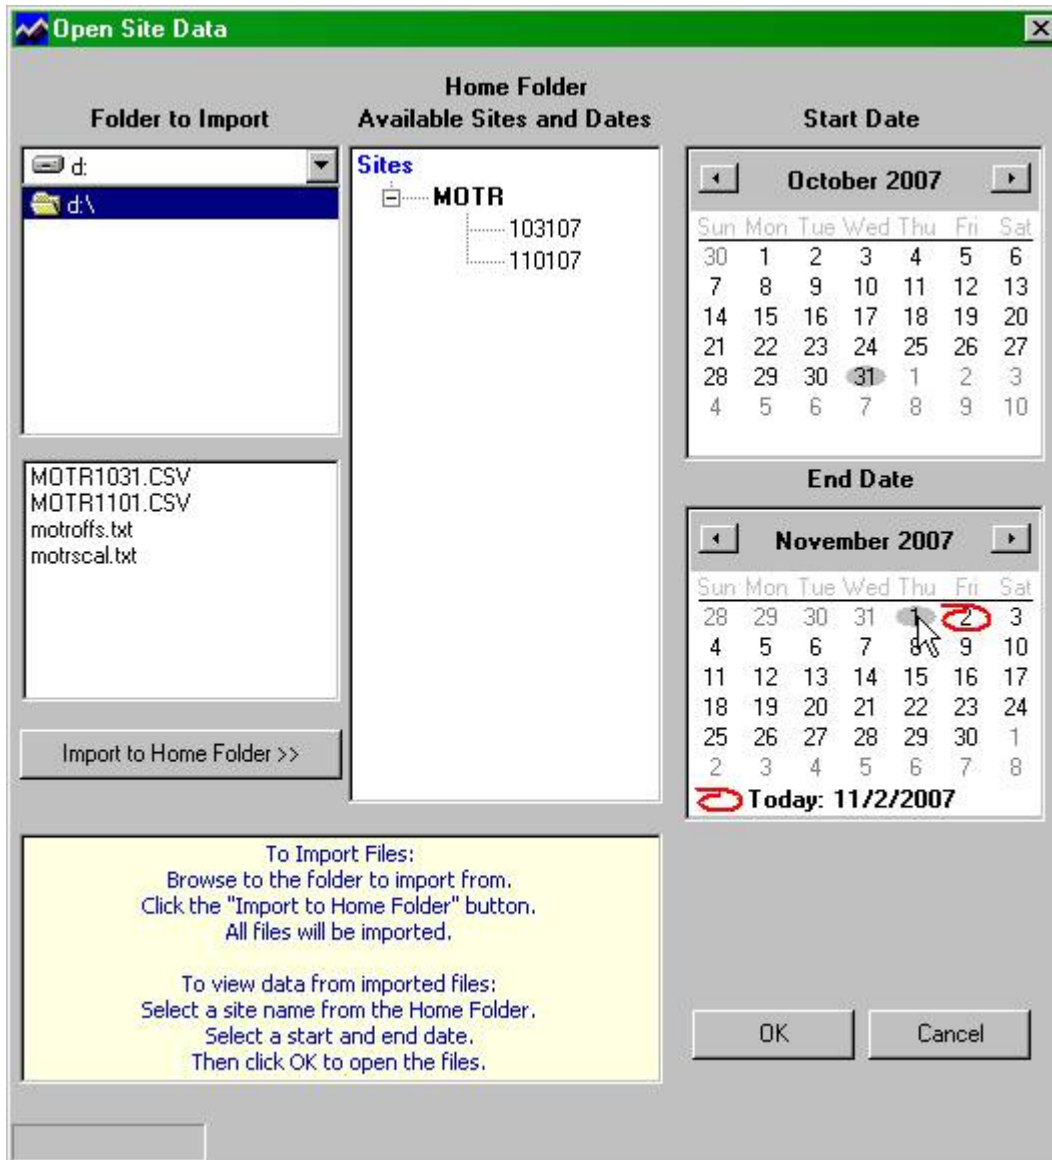 Open Site Data
Folder to Import
Home Folder
Available Sites and Dates
Start Date
d:
d:\
MOTR1031.CSV
MOTR1101.CSV
motroffs.txt
motrscal.txt
Import to Home Folder >>
Sites
MOTR
103107
110107
October 2007
Sun Mon Tue Wed Thu Fri Sat
30 1 2 3 4 5 6
7 8 9 10 11 12 13
14 15 16 17 18 19 20
21 22 23 24 25 26 27
28 29 30 31 1 2 3
4 5 6 7 8 9 10
End Date
November 2007
Sun Mon Tue Wed Thu Fri Sat
28 29 30 31 1 2 3
4 5 6 7 8 9 10
11 12 13 14 15 16 17
18 19 20 21 22 23 24
25 26 27 28 29 30 1
2 3 4 5 6 7 8
Today: 11/2/2007
To Import Files:
Browse to the folder to import from.
Click the "Import to Home Folder" button.
All files will be imported.
To view data from imported files:
Select a site name from the Home Folder.
Select a start and end date.
Then click OK to open the files.
OK
Cancel